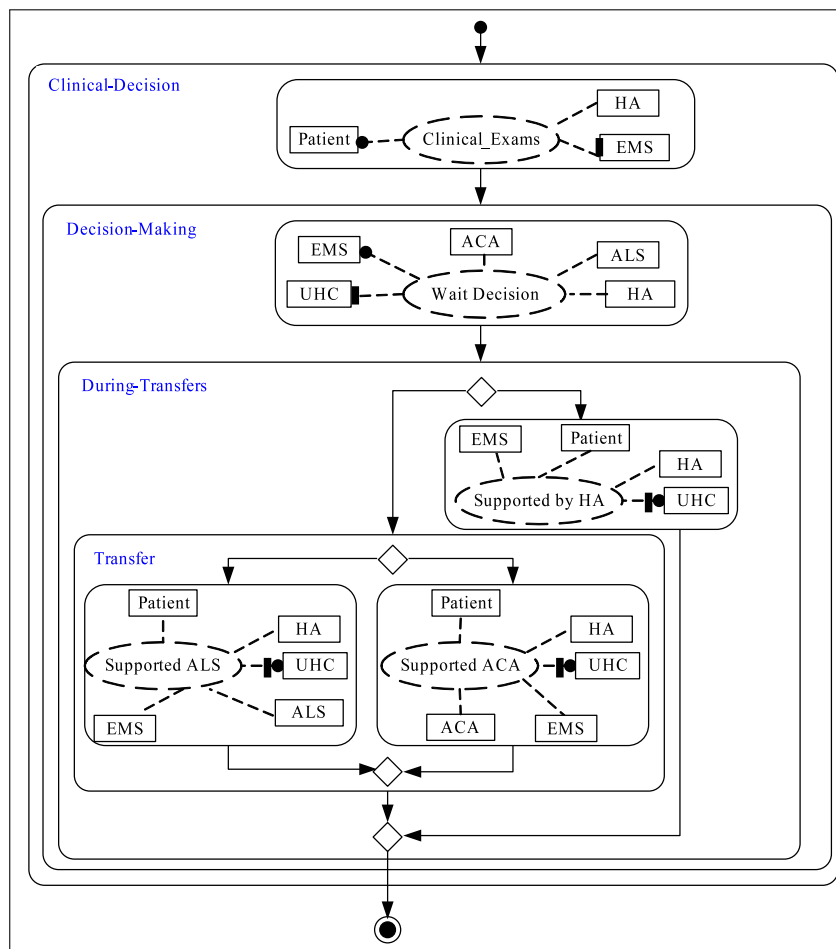 Clinical-Decision
HA
Patient
Clinical_Exams
EMS
Decision-Making
ACA
EMS
ALS
UHC
Wait Decision
HA
During-Transfers
EMS
Patient
HA
Supported by HA
UHC
Transfer
Patient
HA
Supported ALS
UHC
ALS
EMS
Patient
HA
Supported ACA
UHC
ACA
EMS